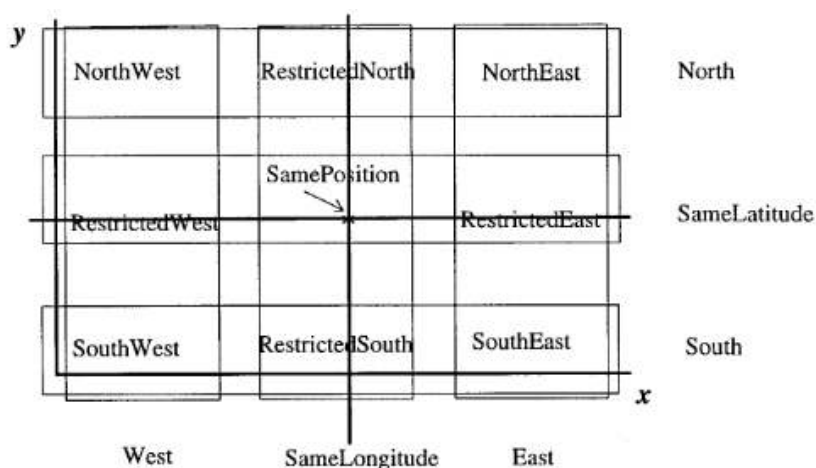 y
NorthWest RestrictedNorth NorthEast North
SamePosition
RestrictedWest RestrictedEast SameLatitude
SouthWest RestrictedSouth SouthEast South
x
West SameLongitude East